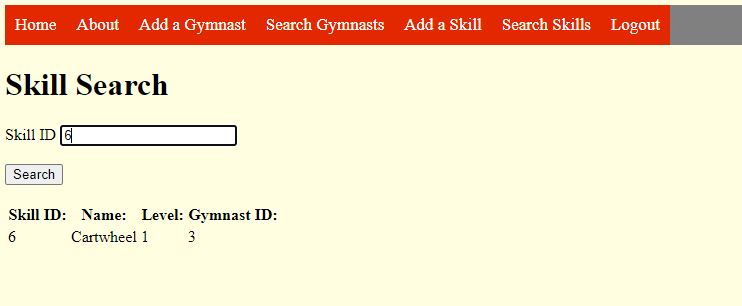 Home About Add a Gymnast Search Gymnasts Add a Skill Search Skills Logout
Skill Search
Skill ID 6
Search
Skill ID: Name: Level: Gymnast ID:
6 Cartwheel 1 3